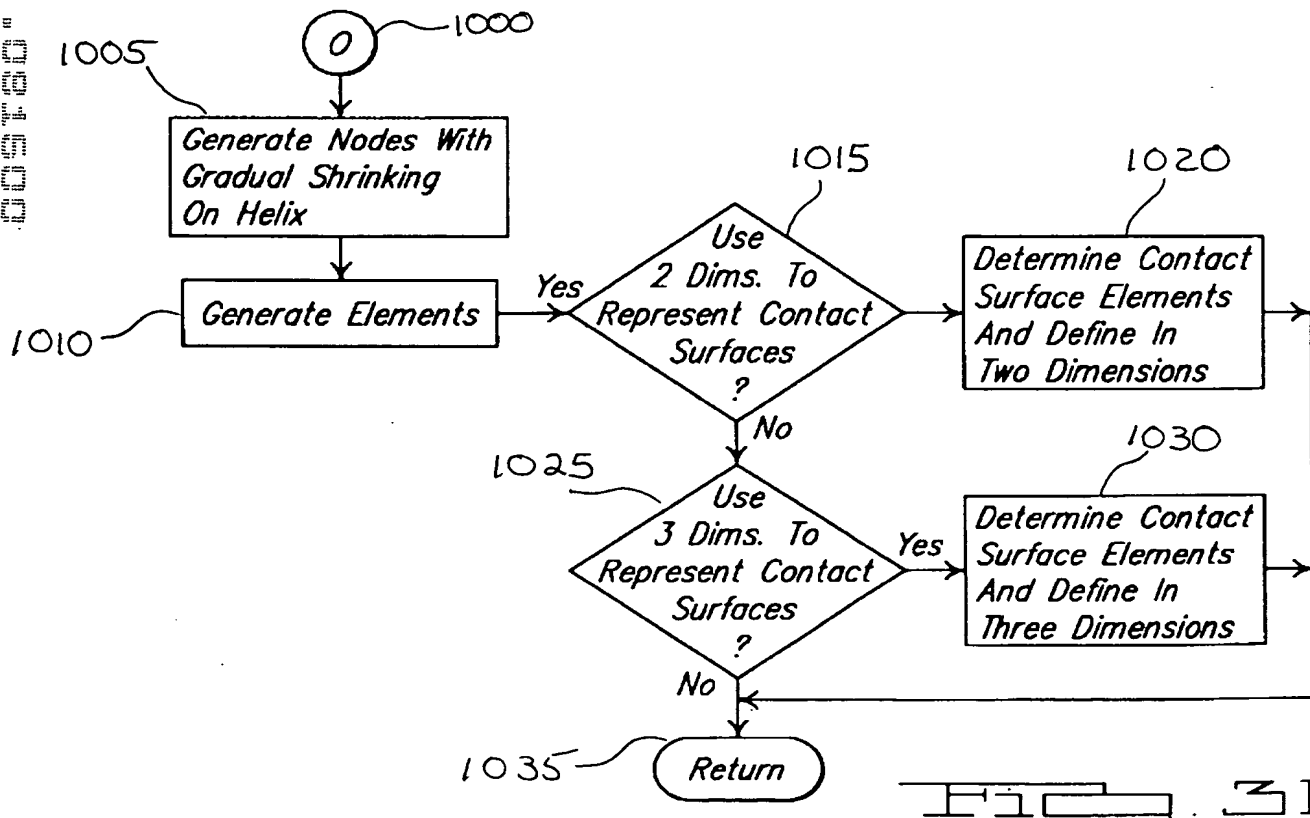 1000
O
1005
Generate Nodes With
Gradual Shrinking
On Helix
1010
Generate Elements
Yes
1015
Use
2 Dims. To
Represent Contact
Surfaces
?
1020
Determine Contact
Surface Elements
And Define In
Two Dimensions
No
1025
Use
3 Dims. To
Represent Contact
Surfaces
?
Yes
1030
Determine Contact
Surface Elements
And Define In
Three Dimensions
No
1035
Return